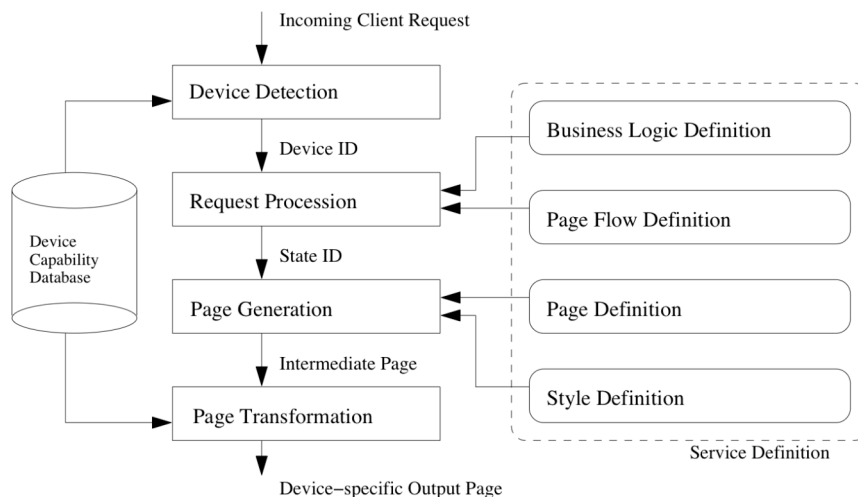 Incoming Client Request
Device Detection
Device ID
Request Procession
State ID
Page Generation
Intermediate Page
Page Transformation
Device-specific Output Page
Device
Capability
Database
Business Logic Definition
Page Flow Definition
Page Definition
Style Definition
Service Definition